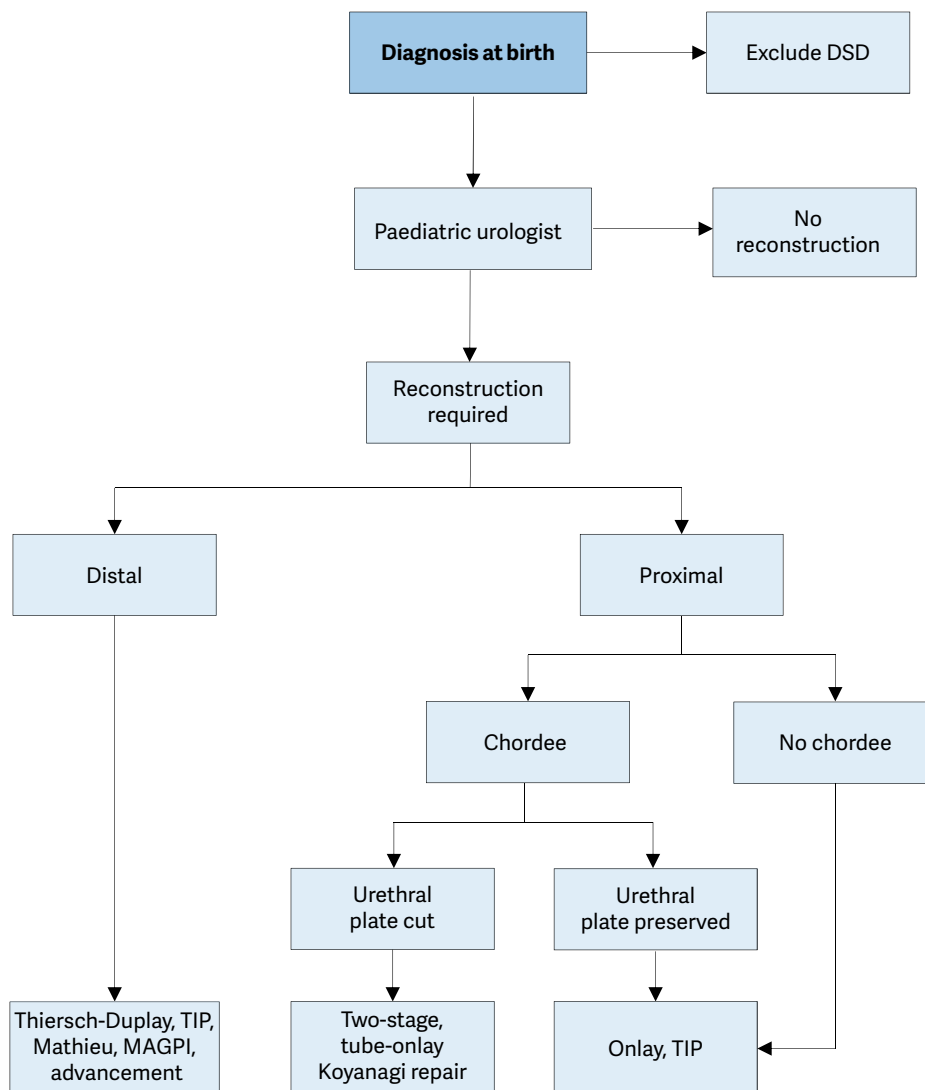 Diagnosis at birth
Exclude DSD
Paediatric urologist
No
reconstruction
Reconstruction
required
Distal
Proximal
Chordee
No chordee
Urethral
plate cut
Urethral
plate preserved
Thiersch-Duplay, TIP,
Mathieu, MAGPI,
advancement
Two-stage,
tube-onlay
Koyanagi repair
Onlay, TIP